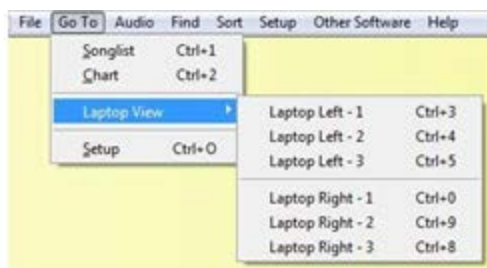 File Go To Audio Find Sort Setup Other Software Help
Songlist Ctrl+1
Chart Ctrl+2
Laptop View
Setup Ctrl+O
Laptop Left - 1 Ctrl+3
Laptop Left - 2 Ctrl+4
Laptop Left - 3 Ctrl+5
Laptop Right - 1 Ctrl+0
Laptop Right - 2 Ctrl+9
Laptop Right - 3 Ctrl+8